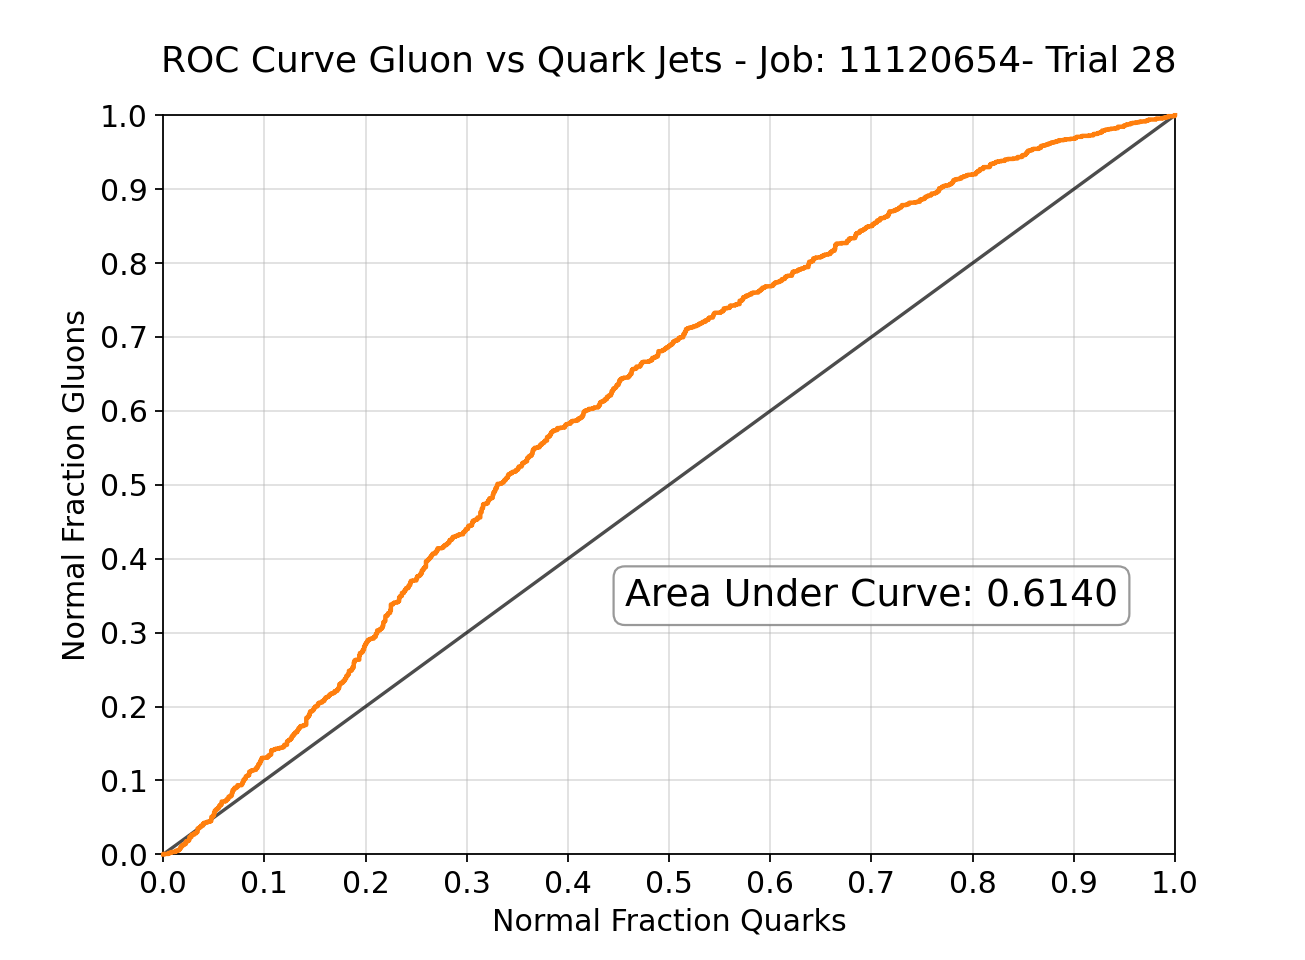 ROC Curve Gluon vs Quark Jets - Job: 11120654- Trial 28
1.0
0.9
0.8
0.7
0.6
0.5
0.4
0.3
0.2
0.1
0.0
Normal Fraction Gluons
Area Under Curve: 0.6140
0.0 0.1 0.2 0.3 0.4 0.5 0.6 0.7 0.8 0.9 1.0
Normal Fraction Quarks